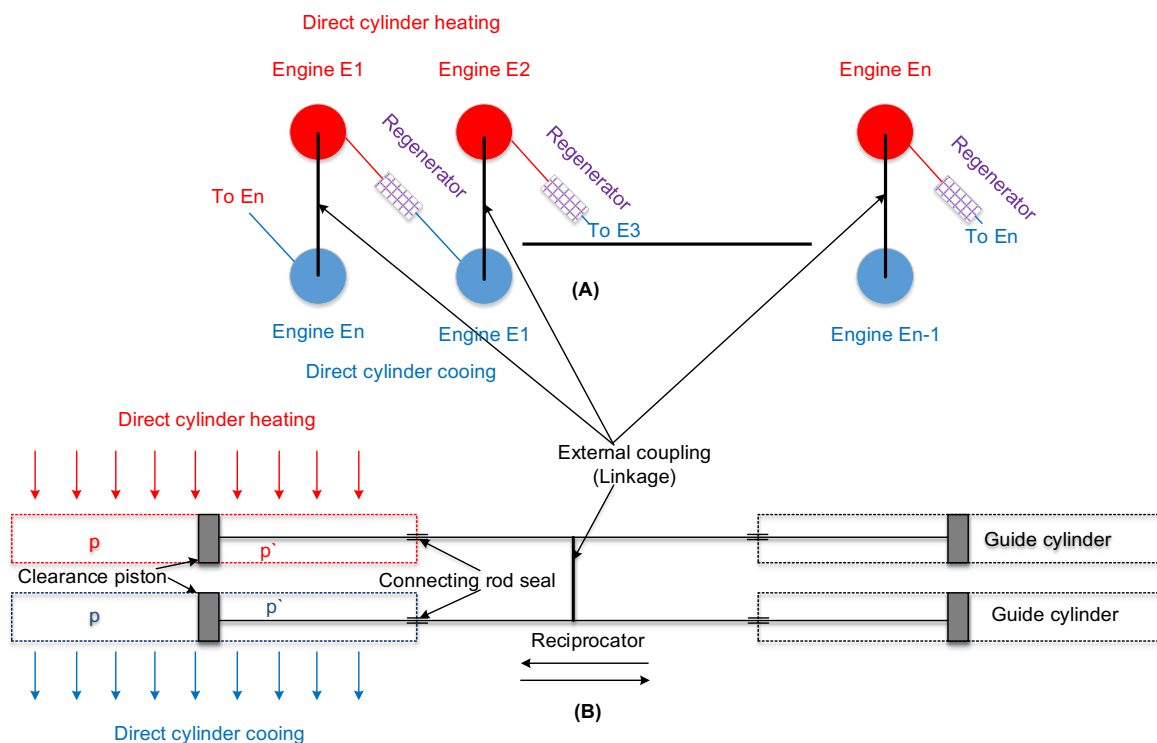 Direct cylinder heating
Engine E1
Engine E2
Engine En
Regenerator
Regenerator
Regenerator
To En
To E3
To En
(A)
Engine En
Engine E1
Engine En-1
Direct cylinder cooing
Direct cylinder heating
External coupling
(Linkage)
p
p`
Guide cylinder
Clearance piston
Connecting rod seal
p
p`
Guide cylinder
Reciprocator
(B)
Direct cylinder cooing